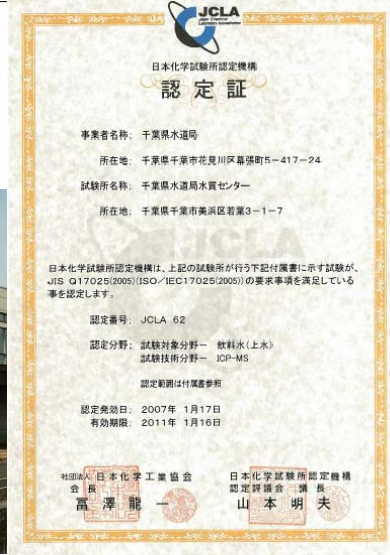 JCLA
Japan Chemical
Laboratory Accreditation
日本化学試験所認定機構
認定証
事業者名称: 千葉県水道局
所在地: 千葉県千葉市花見川区幕張町5-417-24
試験所名称: 千葉県水道局水質センター
所在地: 千葉県千葉市美浜区若葉3-1-7
JCLA
日本化学試験所認定機構は、上記の試験所が行う下記付属書に示す試験が、
JIS Q17025(2005)(ISO/IEC17025(2005))の要求事項を満足している
事を認定します。
認定番号: JCLA 62
認定分野: 試験対象分野- 飲料水(上水)
試験技術分野- ICP-MS
認定範囲は付属書参照
認定発効日: 2007年 1月17日
有効期限: 2011年 1月16日
社団法人 日本化学工業協会
会長
冨澤龍一
日本化学試験所認定機構
認定評議会 議長
山本明夫